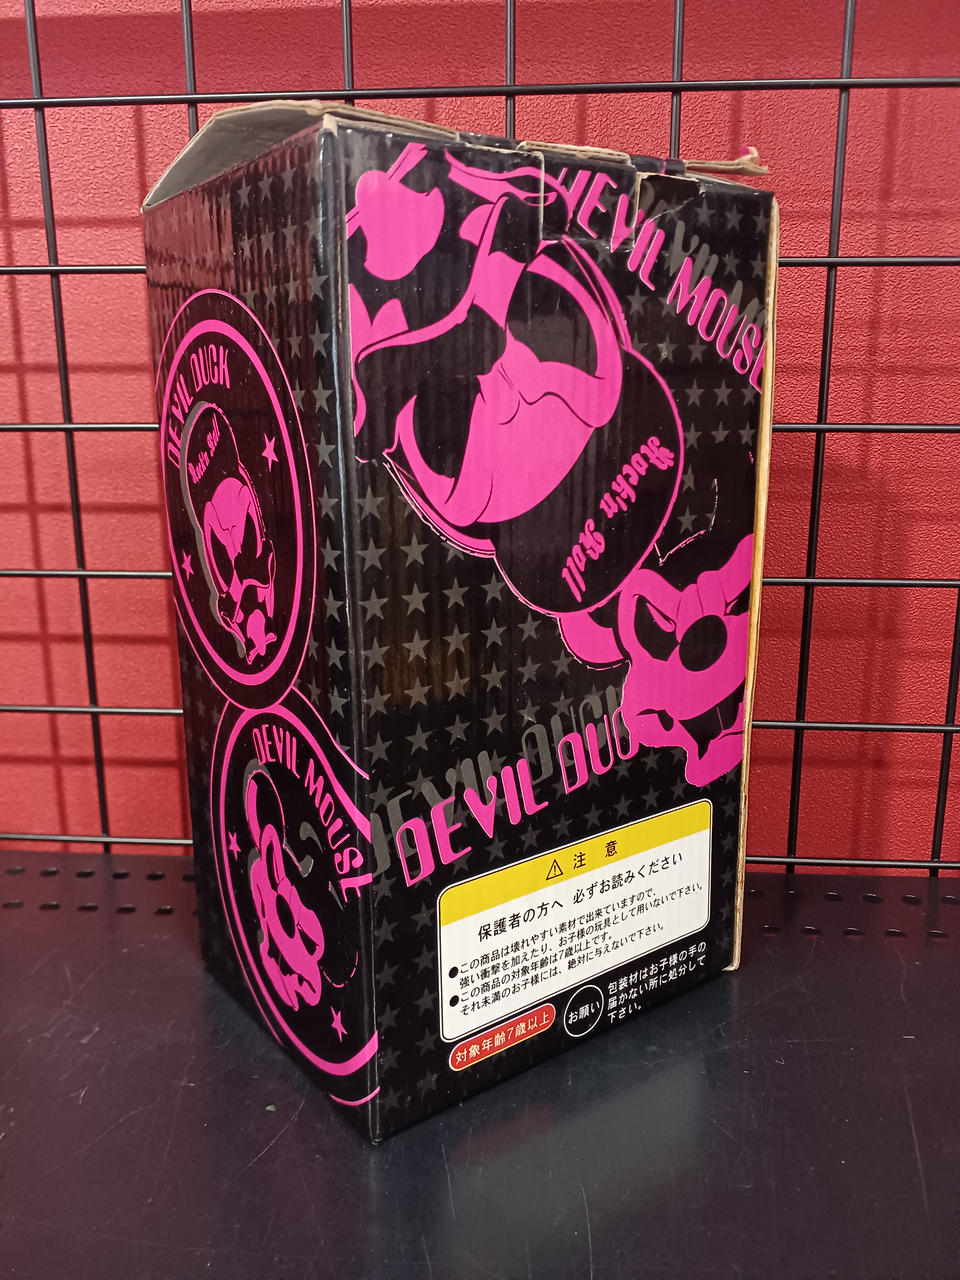 DEVIL MOUSE
DEVIL DUCK
Rock'n Roll
Rock'n Roll
DEVIL DUC
DEVIL DUCK
DEVIL MOUSE
⚠ 注 意
保護者の方へ 必ずお読みください
●この商品は壊れやすい素材で出来ていますので、
強い衝撃を加えたり、お子様の玩具として用いないで下さい。
●この商品の対象年齢は7歳以上です。
それ未満のお子様には、絶対に与えないで下さい。
対象年齢7歳以上
お願い
包装材はお子様の手の
届かない所に処分して
下さい。